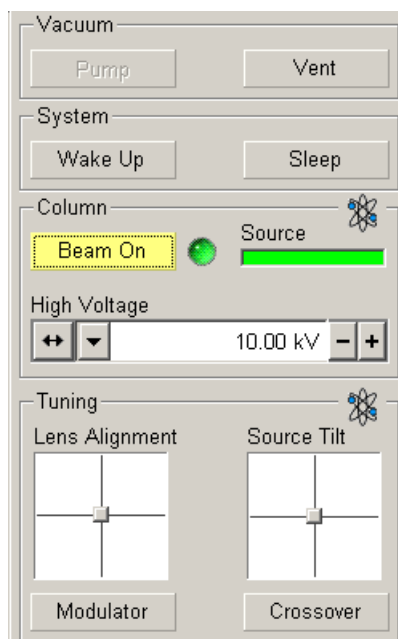 Vacuum
Pump Vent
System
Wake Up Sleep
Column
Beam On Source
High Voltage
10.00 kV
Tuning
Lens Alignment Source Tilt
Modulator Crossover